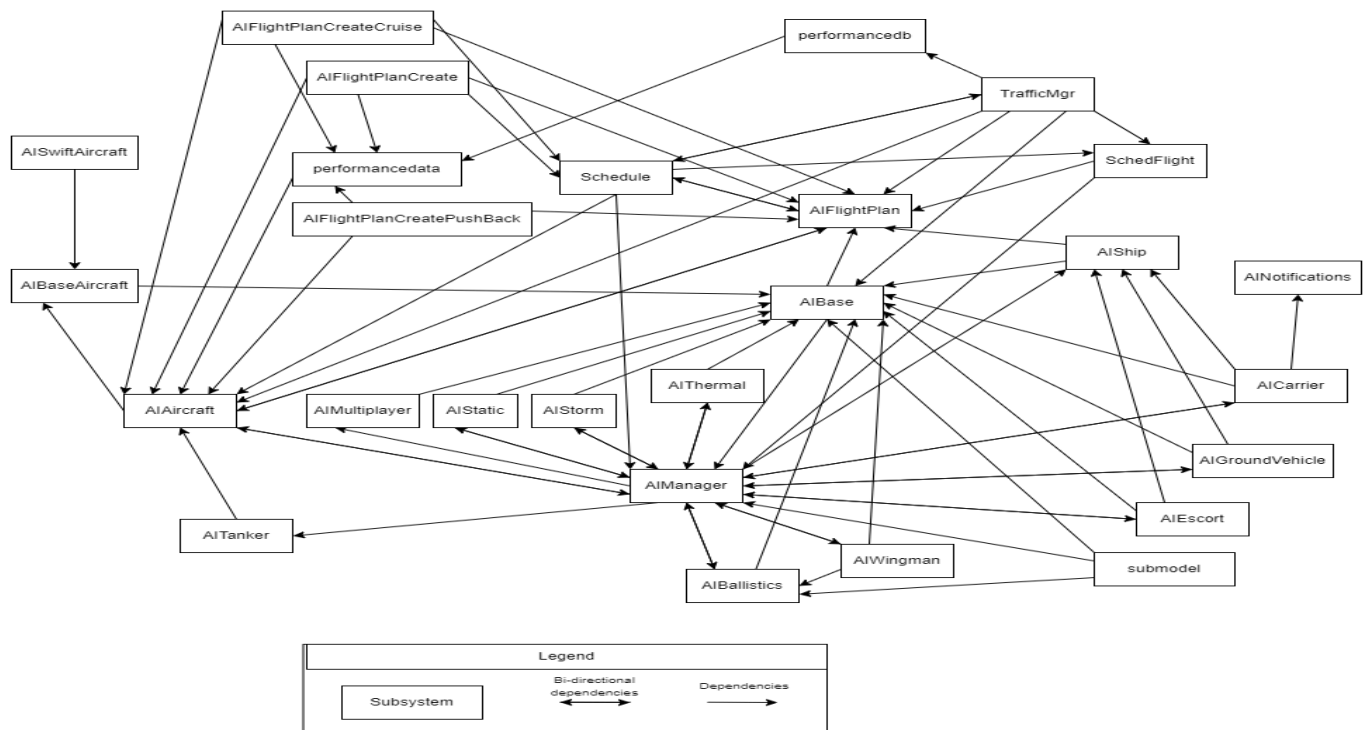 AIFlightPlanCreateCruise
performancedb
AIFlightPlanCreate
TrafficMgr
AISwiftAircraft
performancedata
Schedule
SchedFlight
AIFlightPlanCreatePushBack
AIFlightPlan
AIShip
AIBaseAircraft
AIBase
AINotifications
AIThermal
AICarrier
AIAircraft
AIMultiplayer
AIStatic
AIStorm
AIGroundVehicle
AIManager
AIEscort
AITanker
AIWingman
submodel
AIBallistics
Legend
Subsystem
Bi-directional
dependencies
Dependencies